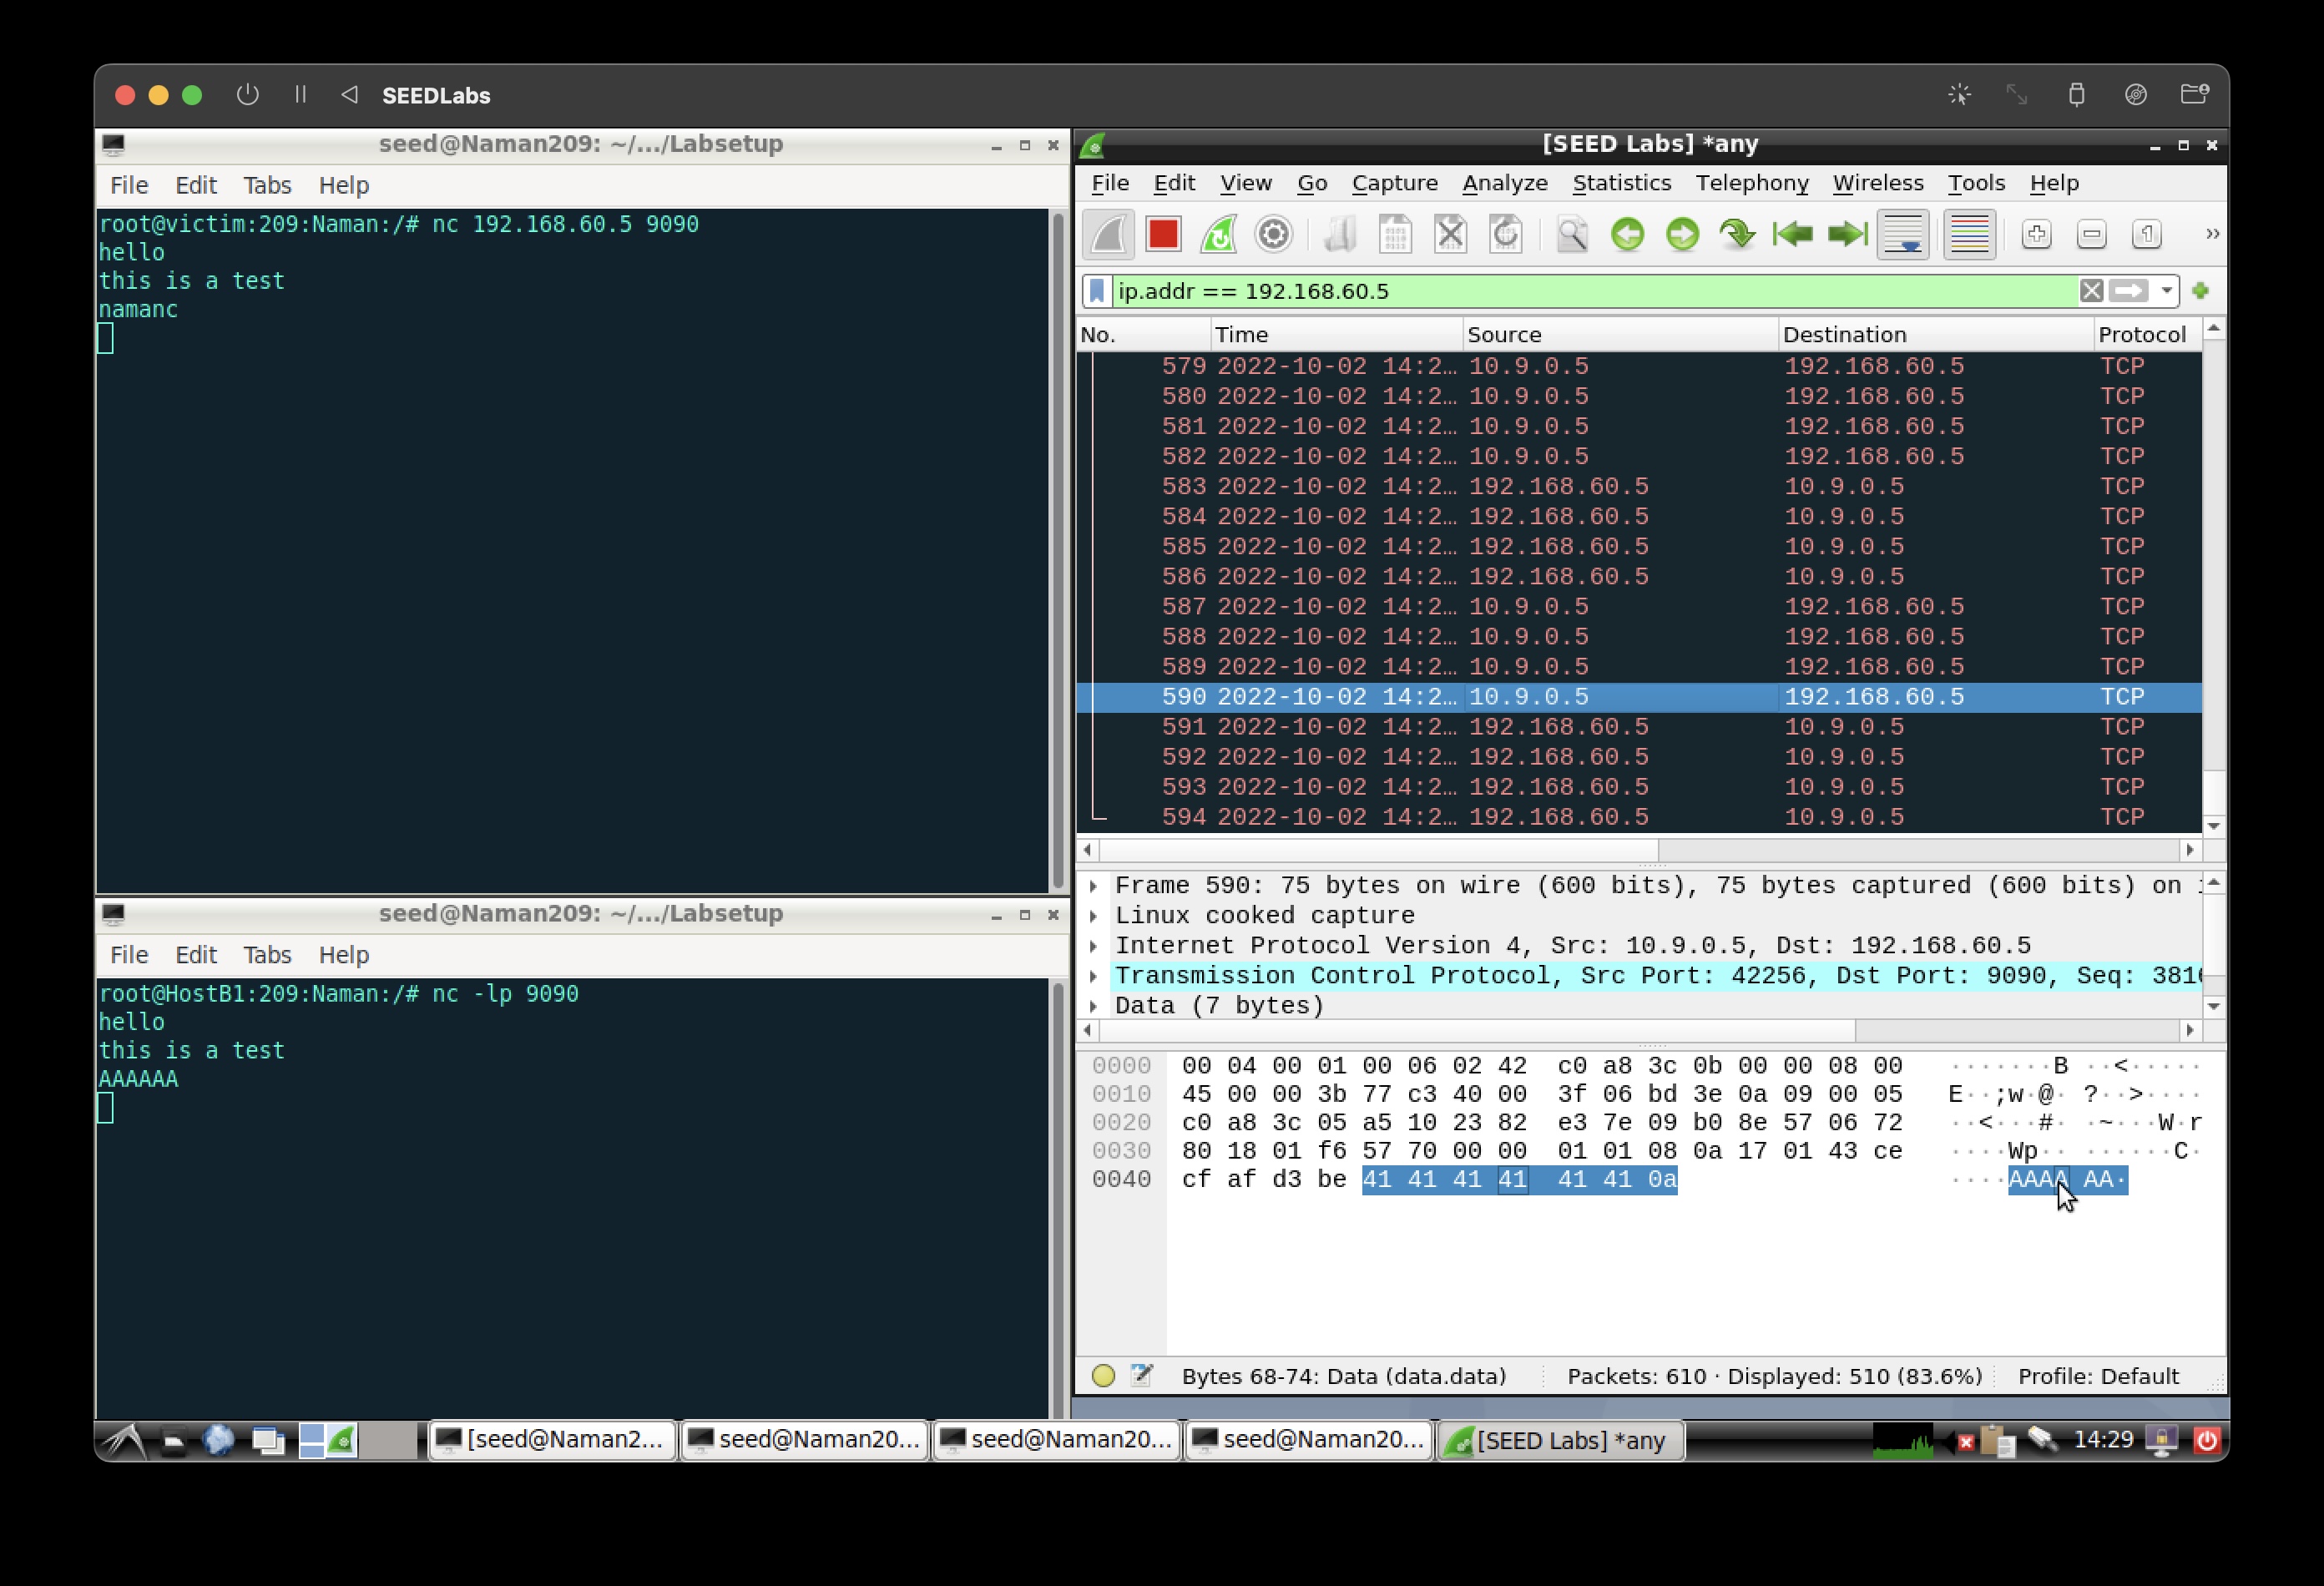 SEEDLabs
seed@Naman209: ~/.../Labsetup
File Edit Tabs Help
root@victim:209:Naman:/# nc 192.168.60.5 9090
hello
this is a test
namanc
seed@Naman209: ~/.../Labsetup
File Edit Tabs Help
root@HostB1:209:Naman:/# nc -lp 9090
hello
this is a test
AAAAAA
[SEED Labs] *any
File Edit View Go Capture Analyze Statistics Telephony Wireless Tools Help
ip.addr == 192.168.60.5
No. Time Source Destination Protocol
579 2022-10-02 14:2… 10.9.0.5 192.168.60.5 TCP
580 2022-10-02 14:2… 10.9.0.5 192.168.60.5 TCP
581 2022-10-02 14:2… 10.9.0.5 192.168.60.5 TCP
582 2022-10-02 14:2… 10.9.0.5 192.168.60.5 TCP
583 2022-10-02 14:2… 192.168.60.5 10.9.0.5 TCP
584 2022-10-02 14:2… 192.168.60.5 10.9.0.5 TCP
585 2022-10-02 14:2… 192.168.60.5 10.9.0.5 TCP
586 2022-10-02 14:2… 192.168.60.5 10.9.0.5 TCP
587 2022-10-02 14:2… 10.9.0.5 192.168.60.5 TCP
588 2022-10-02 14:2… 10.9.0.5 192.168.60.5 TCP
589 2022-10-02 14:2… 10.9.0.5 192.168.60.5 TCP
590 2022-10-02 14:2… 10.9.0.5 192.168.60.5 TCP
591 2022-10-02 14:2… 192.168.60.5 10.9.0.5 TCP
592 2022-10-02 14:2… 192.168.60.5 10.9.0.5 TCP
593 2022-10-02 14:2… 192.168.60.5 10.9.0.5 TCP
594 2022-10-02 14:2… 192.168.60.5 10.9.0.5 TCP
Frame 590: 75 bytes on wire (600 bits), 75 bytes captured (600 bits) on
Linux cooked capture
Internet Protocol Version 4, Src: 10.9.0.5, Dst: 192.168.60.5
Transmission Control Protocol, Src Port: 42256, Dst Port: 9090, Seq: 381
Data (7 bytes)
0000 00 04 00 01 00 06 02 42 c0 a8 3c 0b 00 00 08 00 ·······B ··<·····
0010 45 00 00 3b 77 c3 40 00 3f 06 bd 3e 0a 09 00 05 E··;w·@· ?··>····
0020 c0 a8 3c 05 a5 10 23 82 e3 7e 09 b0 8e 57 06 72 ··<···#· ·~···W·r
0030 80 18 01 f6 57 70 00 00 01 01 08 0a 17 01 43 ce ····Wp·· ······C·
0040 cf af d3 be 41 41 41 41 41 41 0a ····AAAA AA·
Bytes 68-74: Data (data.data) Packets: 610 · Displayed: 510 (83.6%) Profile: Default
[seed@Naman2... seed@Naman20... seed@Naman20... seed@Naman20... [SEED Labs] *any 14:29